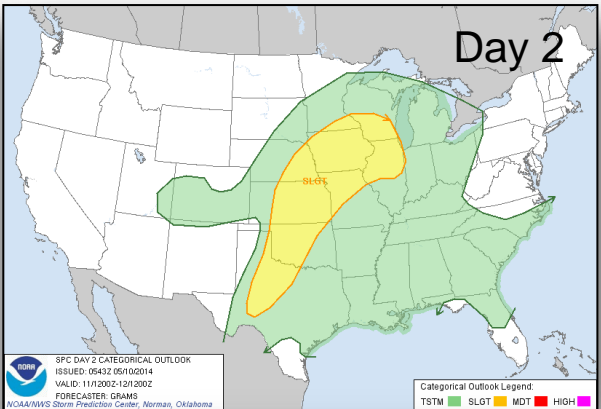 Day 2
SLGT
NOAA
SPC DAY 2 CATEGORICAL OUTLOOK
ISSUED: 0543Z 05/10/2014
VALID: 11/1200Z-12/1200Z
FORECASTER: GRAMS
NOAA/NWS Storm Prediction Center, Norman, Oklahoma
Categorical Outlook Legend:
TSTM SLGT MDT HIGH